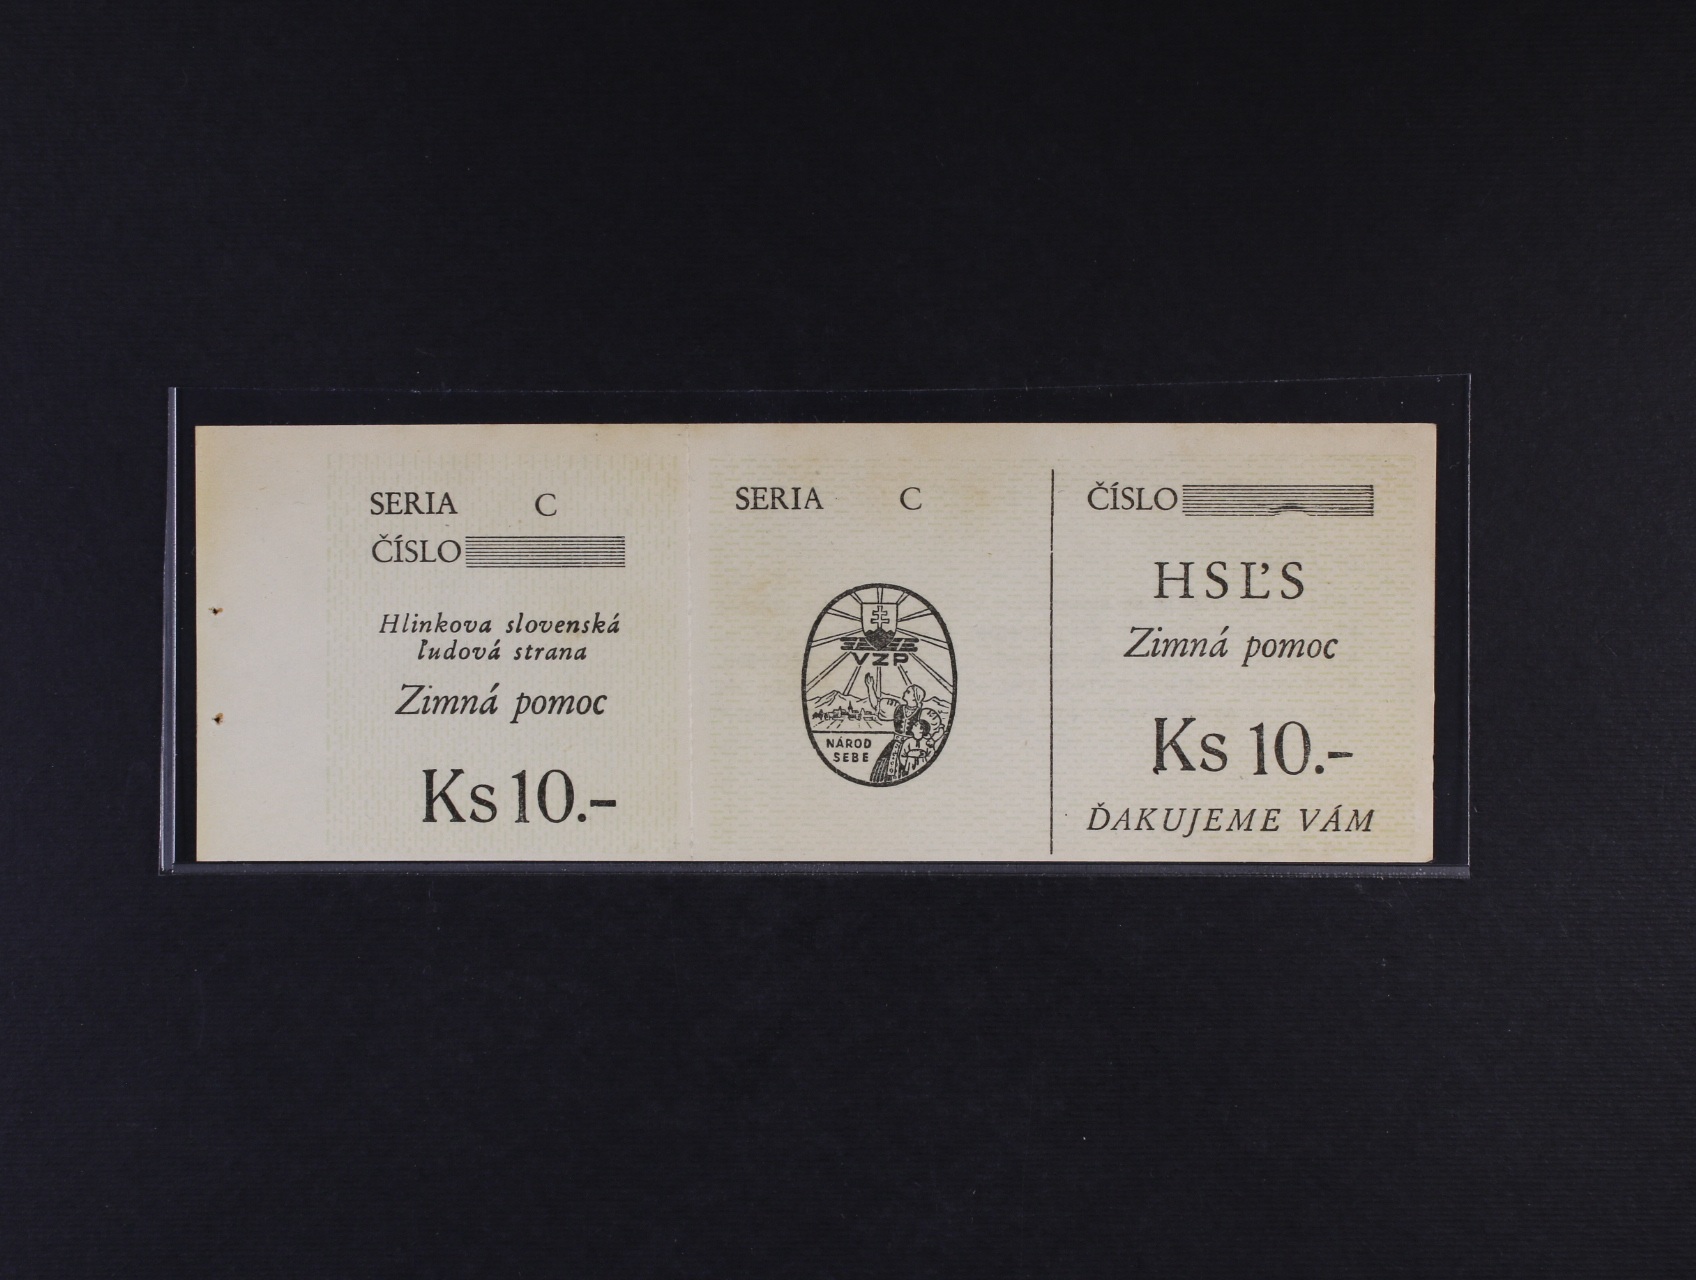 SERIA C
ČÍSLO
Hlinkova slovenská
ľudová strana
Zimná pomoc
Ks 10.-
SERIA C
VZP
NÁROD
SEBE
ČÍSLO
HSĽS
Zimná pomoc
Ks 10.-
ĎAKUJEME VÁM